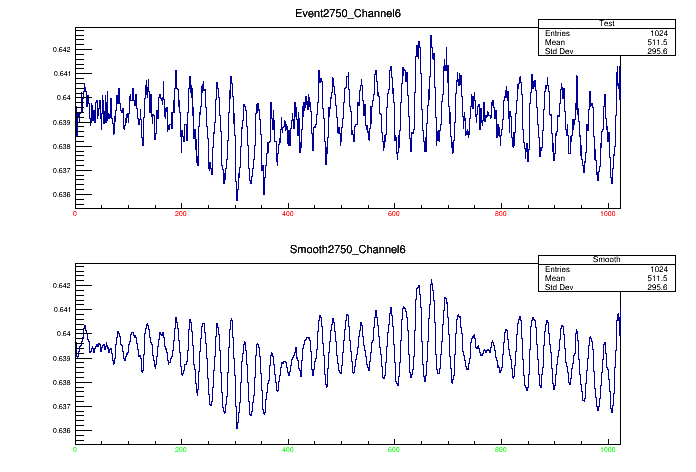 Event2750_Channel6
Test
Entries 1024
Mean 511.5
Std Dev 295.6
0.642
0.641
0.64
0.639
0.638
0.637
0.636
0 200 400 600 800 1000
Smooth2750_Channel6
Smooth
Entries 1024
Mean 511.5
Std Dev 295.6
0.642
0.641
0.64
0.639
0.638
0.637
0.636
0 200 400 600 800 1000